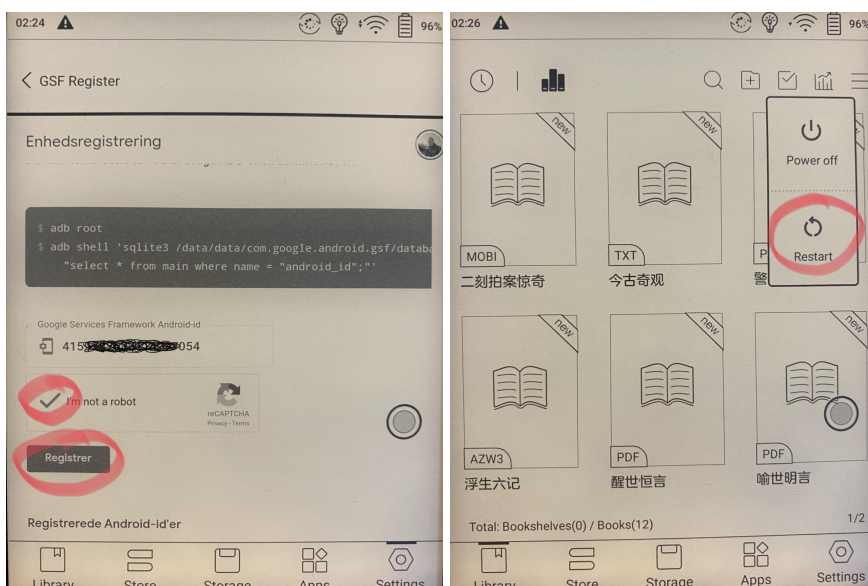 02:24
96%
GSF Register
Enhedsregistrering
$ adb root
$ adb shell 'sqlite3 /data/data/com.google.android.gsf/databa
"select * from main where name = "android_id";"'
Google Services Framework Android-id
415 054
I'm not a robot
reCAPTCHA
Privacy - Terms
Registrer
Registrerede Android-id'er
Library
Store
Storage
Apps
Settings
02:26
96%
Power off
Restart
new
MOBI
二刻拍案惊奇
new
TXT
今古奇观
P
警
new
AZW3
浮生六记
new
PDF
醒世恒言
new
PDF
喻世明言
Total: Bookshelves(0) / Books(12)
1/2
Library
Store
Storage
Apps
Settings